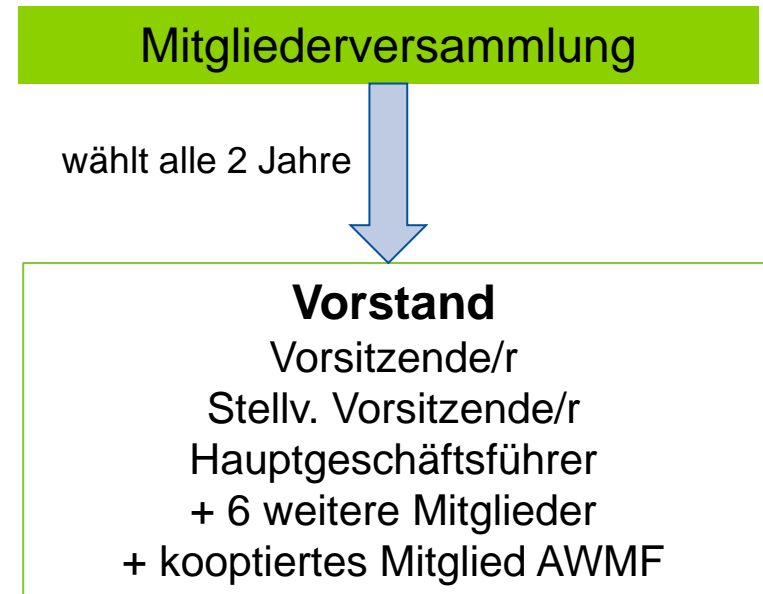 Mitgliederversammlung
wählt alle 2 Jahre
Vorstand
Vorsitzende/r
Stellv. Vorsitzende/r
Hauptgeschäftsführer
+ 6 weitere Mitglieder
+ kooptiertes Mitglied AWMF